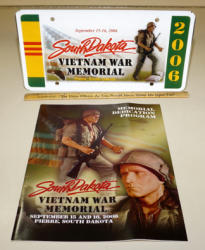 September 15-16, 2006
South Dakota
VIETNAM WAR
MEMORIAL
2006
MEMORIAL
DEDICATION
PROGRAM
South Dakota
VIETNAM WAR
MEMORIAL
SEPTEMBER 15 AND 16, 2006
PIERRE, SOUTH DAKOTA